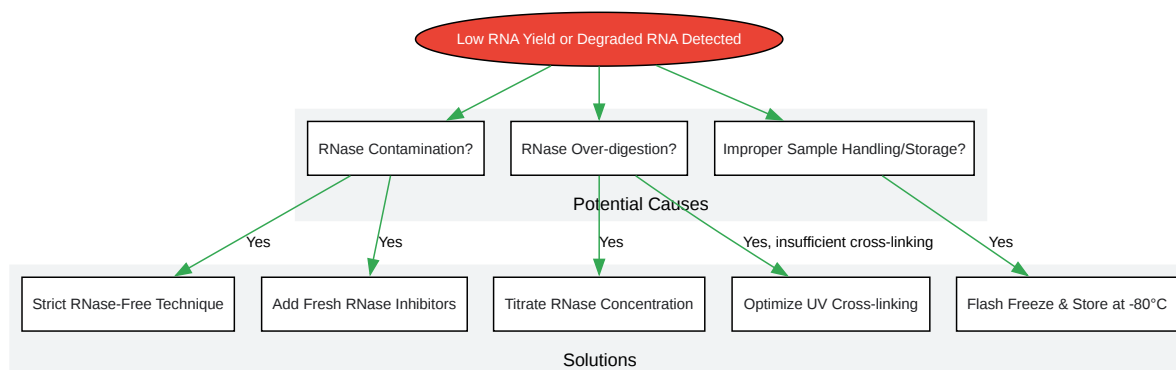 Low RNA Yield or Degraded RNA Detected
RNase Contamination?
RNase Over-digestion?
Improper Sample Handling/Storage?
Potential Causes
Yes
Yes
Yes
Yes, insufficient cross-linking
Yes
Strict RNase-Free Technique
Add Fresh RNase Inhibitors
Titrate RNase Concentration
Optimize UV Cross-linking
Flash Freeze & Store at -80°C
Solutions